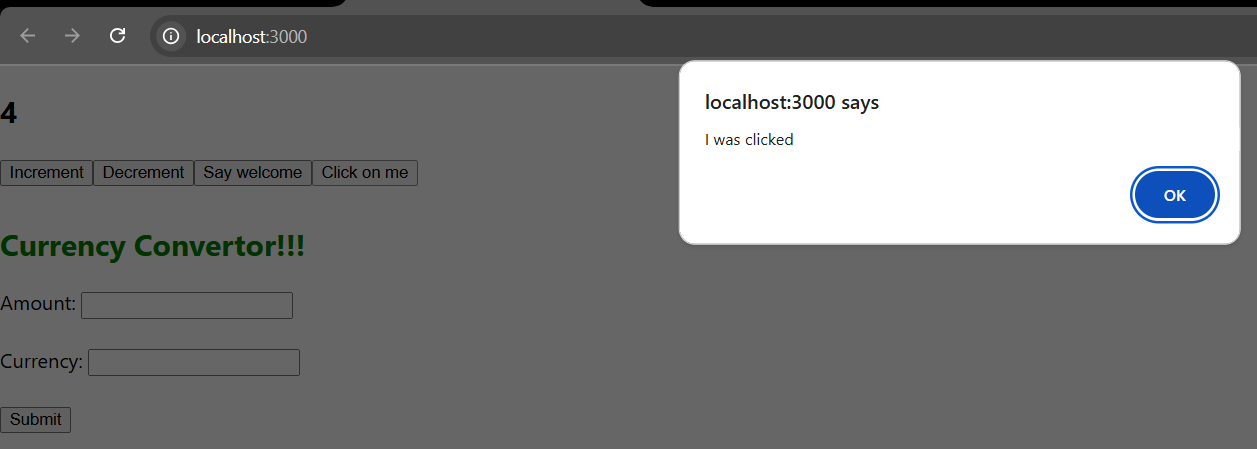 localhost:3000
localhost:3000 says
I was clicked
OK
4
Increment Decrement Say welcome Click on me
Currency Convertor!!!
Amount:
Currency:
Submit